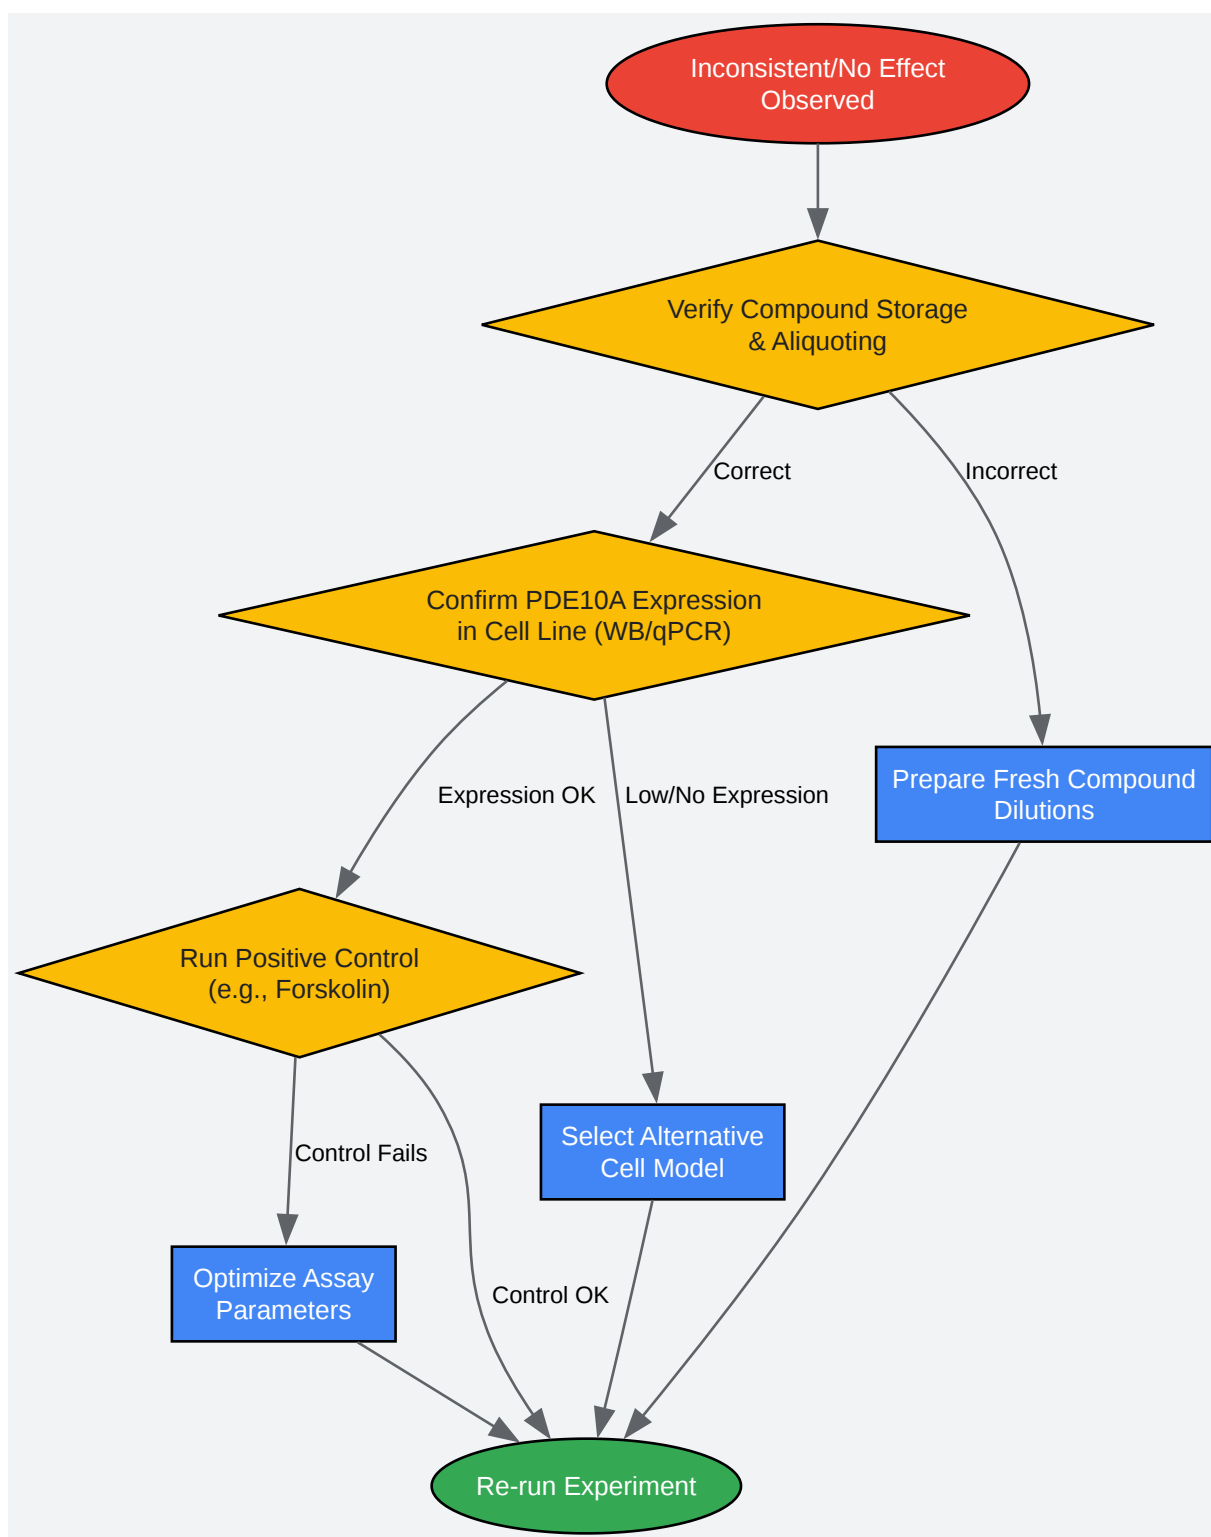 Inconsistent/No Effect
Observed
Verify Compound Storage
& Aliquoting
Correct
Incorrect
Confirm PDE10A Expression
in Cell Line (WB/qPCR)
Expression OK
Low/No Expression
Prepare Fresh Compound
Dilutions
Run Positive Control
(e.g., Forskolin)
Control Fails
Select Alternative
Cell Model
Optimize Assay
Parameters
Control OK
Re-run Experiment